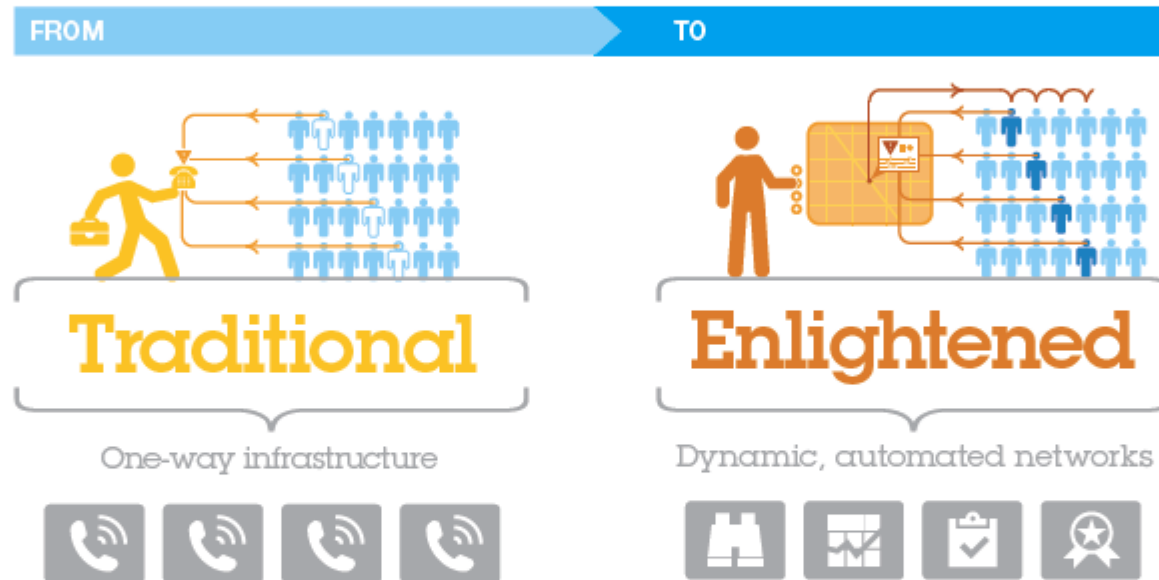 FROM
TO
Traditional
Enlightened
One-way infrastructure
Dynamic, automated networks